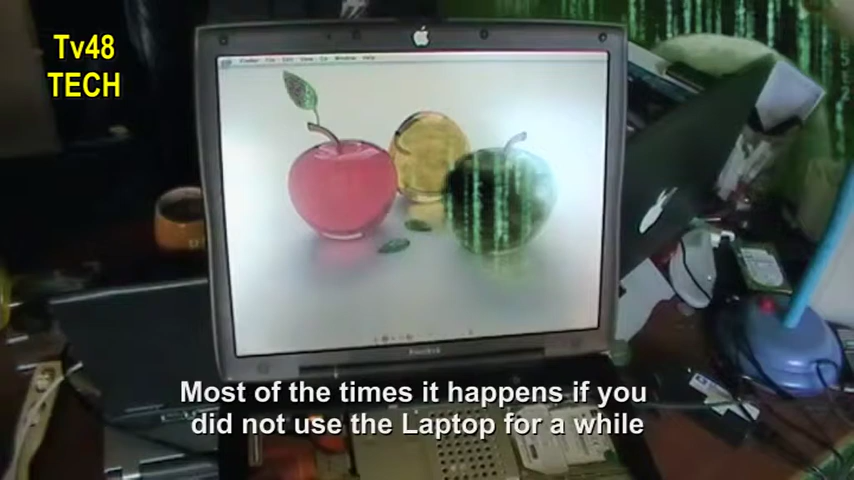 Tv48
TECH
Most of the times it happens if you
did not use the Laptop for a while